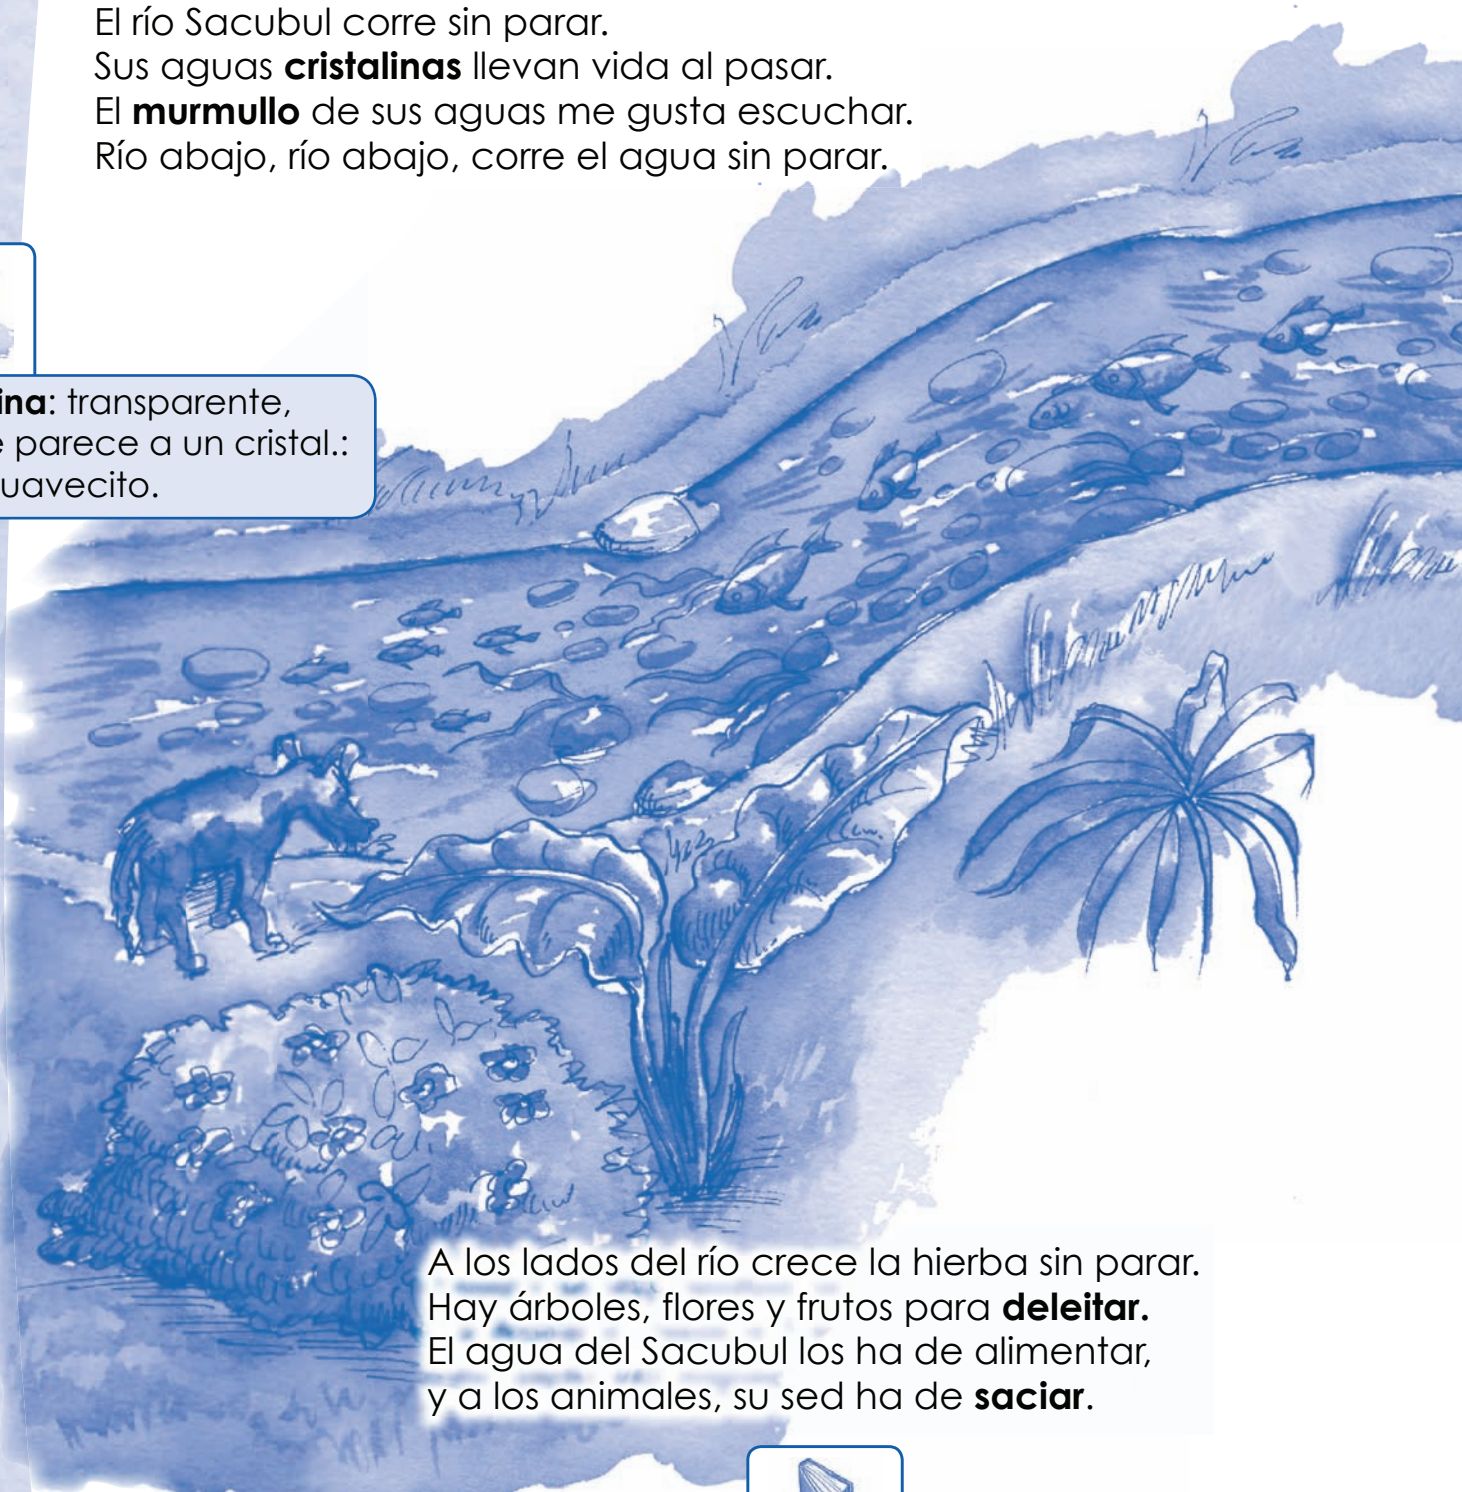 El río Sacubul corre sin parar.
Sus aguas cristalinas llevan vida al pasar.
El murmullo de sus aguas me gusta escuchar.
Río abajo, río abajo, corre el agua sin parar.
ina: transparente,
e parece a un cristal.:
uavecito.
A los lados del río crece la hierba sin parar.
Hay árboles, flores y frutos para deleitar.
El agua del Sacubul los ha de alimentar,
y a los animales, su sed ha de saciar.